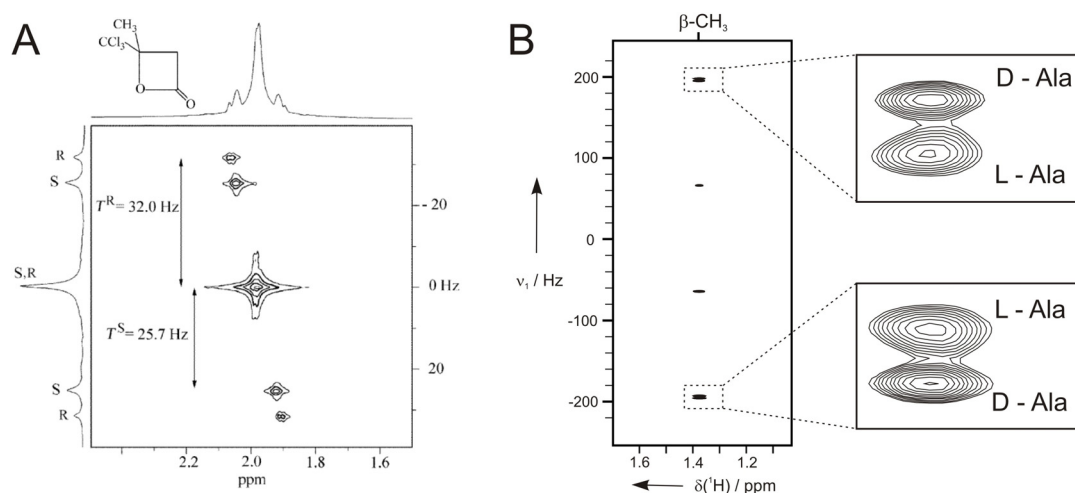 A
CH₃
CCl₃
O
O
R
S
S,R
S
R
Tᴿ= 32.0 Hz
Tˢ= 25.7 Hz
- 20
0 Hz
20
2.2 2.0 1.8 1.6
ppm
B
β-CH₃
200
100
0
-100
-200
ν₁ / Hz
1.6 1.4 1.2
δ(¹H) / ppm
D - Ala
L - Ala
L - Ala
D - Ala